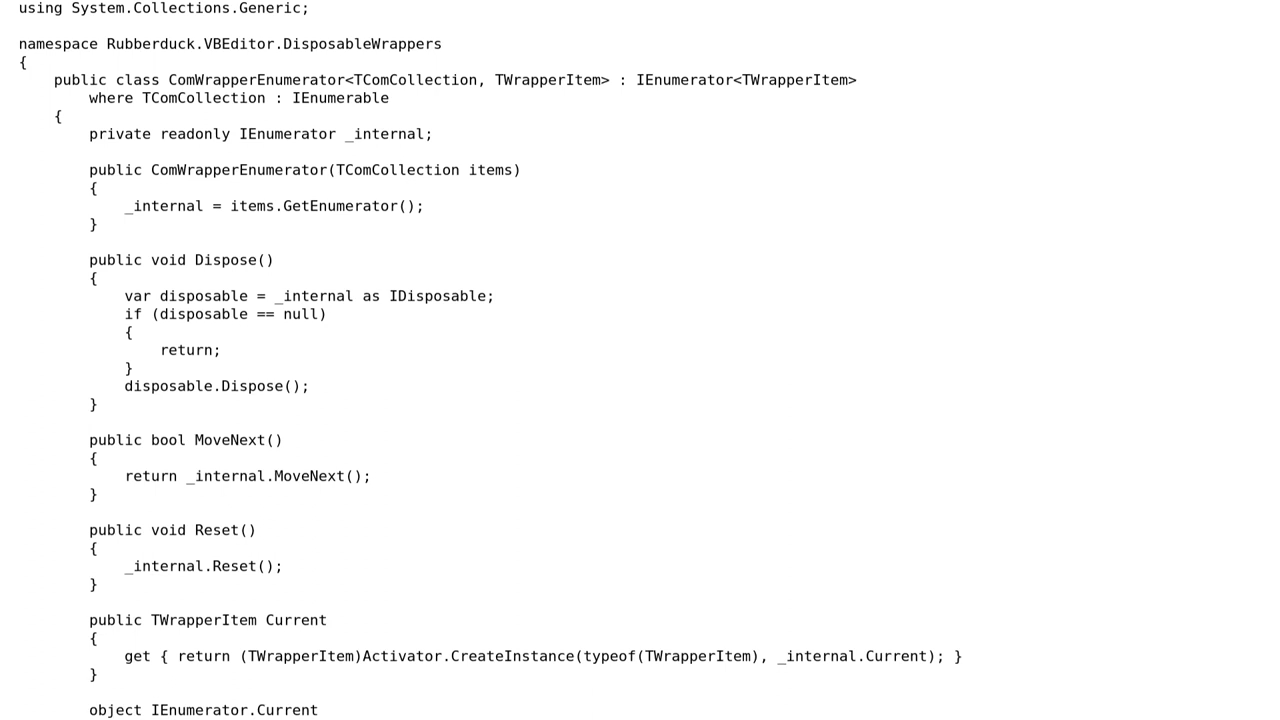 using System.Collections.Generic;

namespace Rubberduck.VBEditor.DisposableWrappers
{
    public class ComWrapperEnumerator<TComCollection, TWrapperItem> : IEnumerator<TWrapperItem>
        where TComCollection : IEnumerable
    {
        private readonly IEnumerator _internal;

        public ComWrapperEnumerator(TComCollection items)
        {
            _internal = items.GetEnumerator();
        }

        public void Dispose()
        {
            var disposable = _internal as IDisposable;
            if (disposable == null)
            {
                return;
            }
            disposable.Dispose();
        }

        public bool MoveNext()
        {
            return _internal.MoveNext();
        }

        public void Reset()
        {
            _internal.Reset();
        }

        public TWrapperItem Current
        {
            get { return (TWrapperItem)Activator.CreateInstance(typeof(TWrapperItem), _internal.Current); }
        }

        object IEnumerator.Current